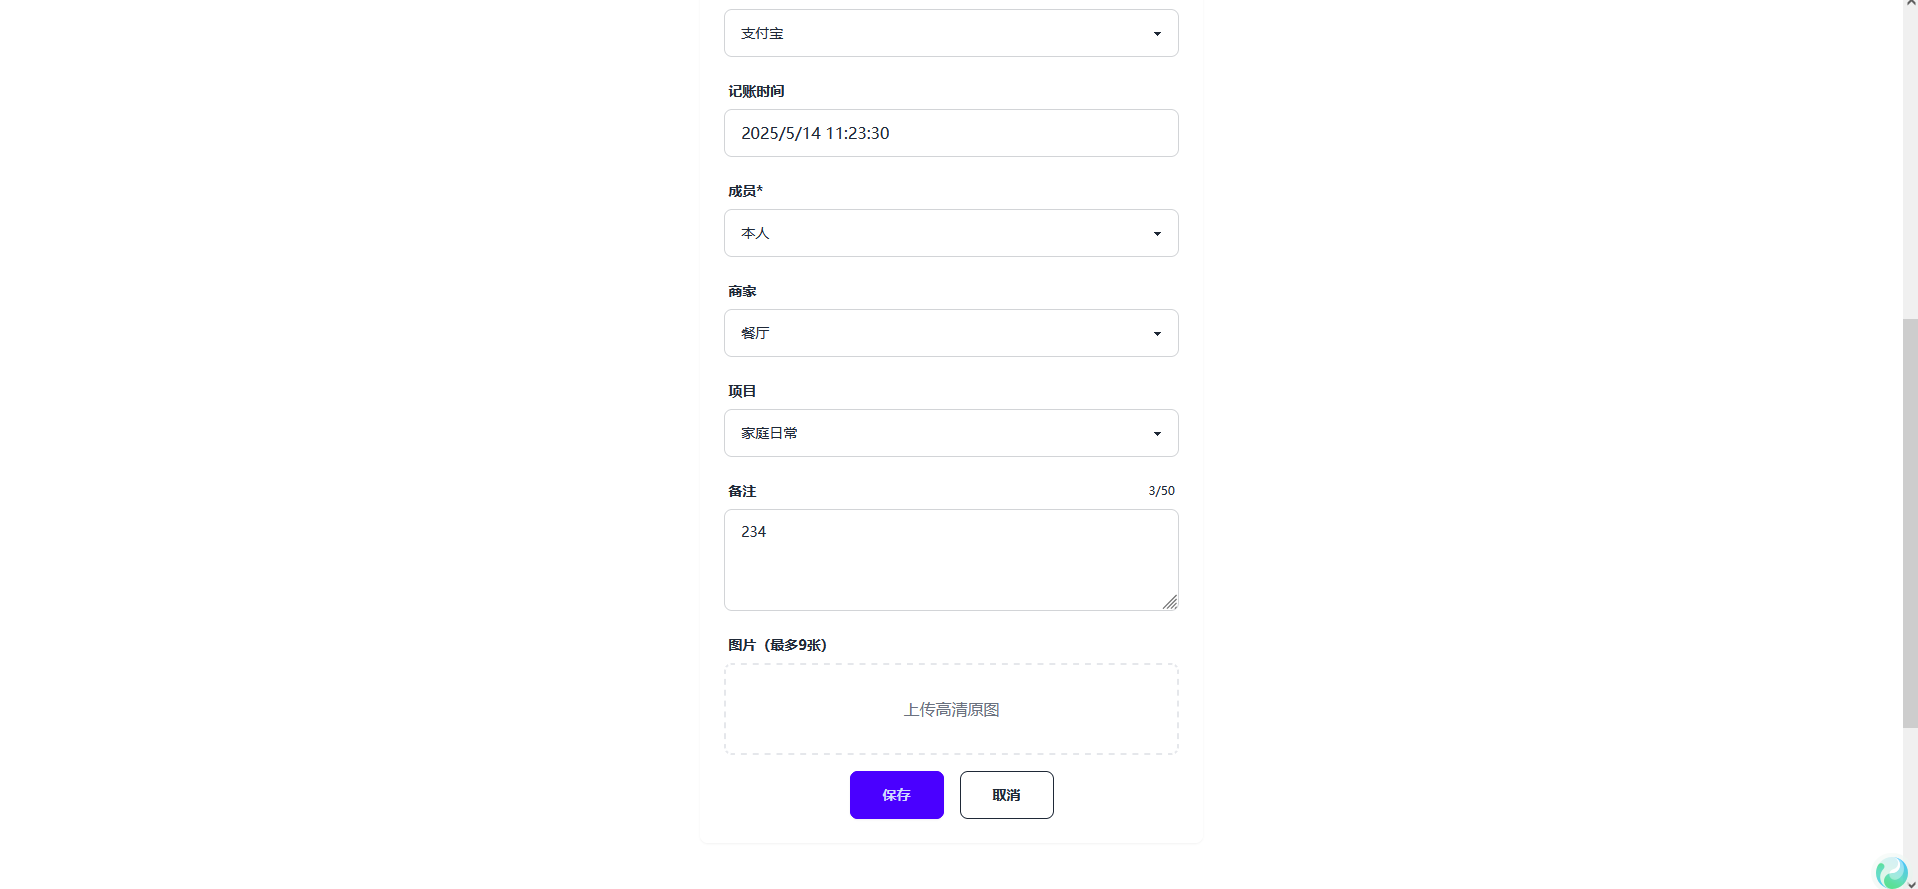 支付宝
记账时间
2025/5/14 11:23:30
成员*
本人
商家
餐厅
项目
家庭日常
备注 3/50
234
图片（最多9张）
上传高清原图
保存 取消